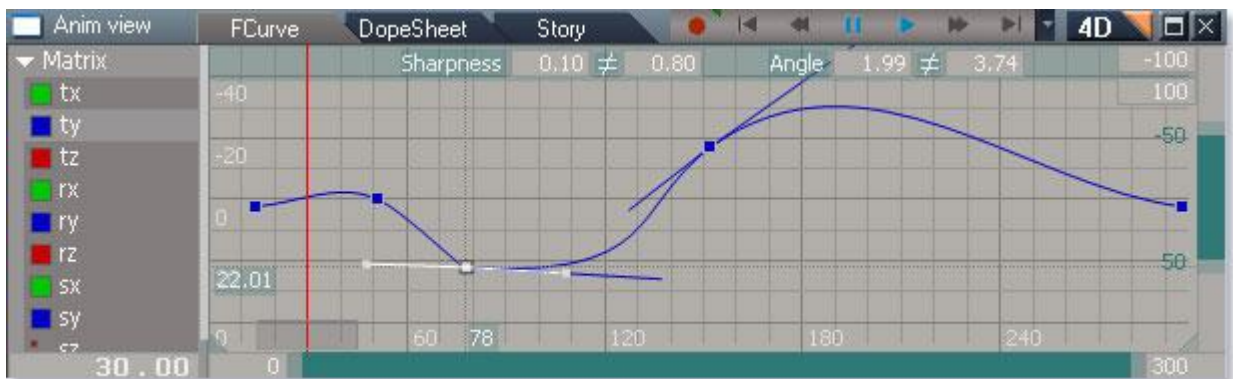 Anim view FCurve DopeSheet Story 4D
Matrix Sharpness 0.10 ≠ 0.80 Angle 1.99 ≠ 3.74 -100
tx -40 100
ty -50
tz -20
rx
ry 0
rz 50
sx 22.01
sy
sz 0 60 78 120 180 240
30.00 0 300